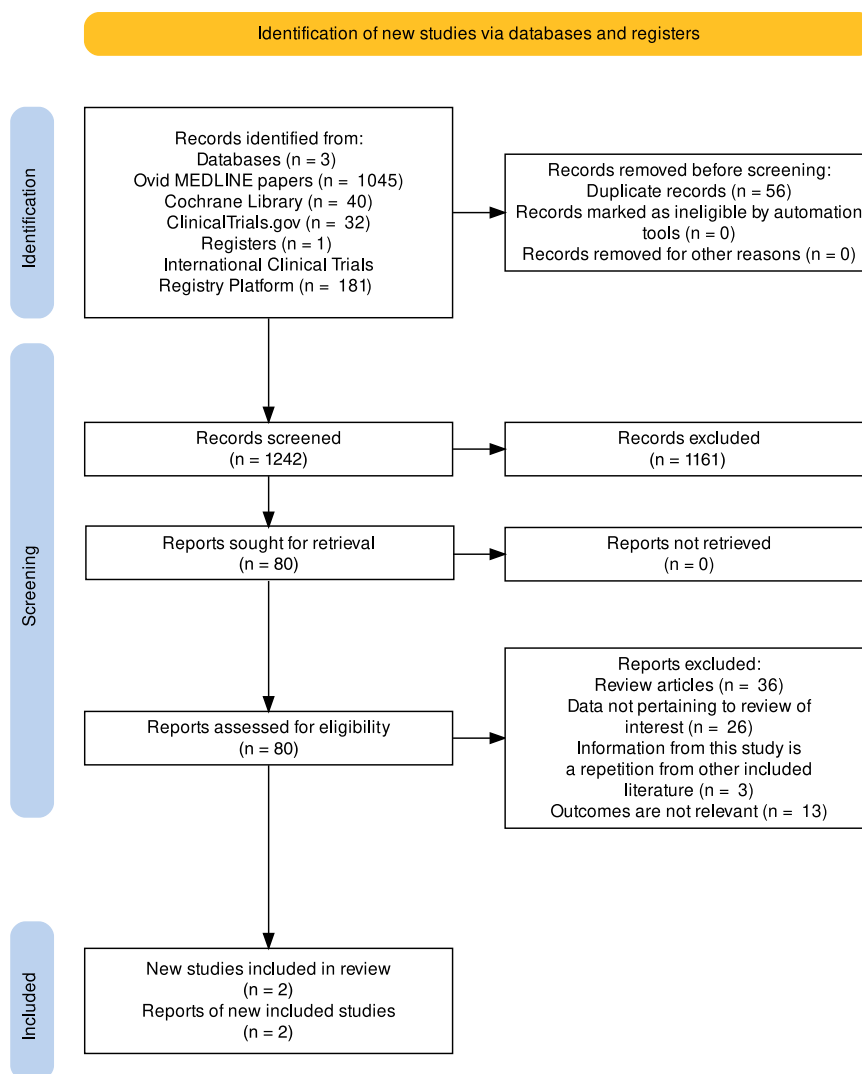 Identification of new studies via databases and registers
Identification
Records identified from:
Databases (n = 3)
Ovid MEDLINE papers (n = 1045)
Cochrane Library (n = 40)
ClinicalTrials.gov (n = 32)
Registers (n = 1)
International Clinical Trials
Registry Platform (n = 181)
Records removed before screening:
Duplicate records (n = 56)
Records marked as ineligible by automation
tools (n = 0)
Records removed for other reasons (n = 0)
Screening
Records screened
(n = 1242)
Records excluded
(n = 1161)
Reports sought for retrieval
(n = 80)
Reports not retrieved
(n = 0)
Reports assessed for eligibility
(n = 80)
Reports excluded:
Review articles (n = 36)
Data not pertaining to review of
interest (n = 26)
Information from this study is
a repetition from other included
literature (n = 3)
Outcomes are not relevant (n = 13)
Included
New studies included in review
(n = 2)
Reports of new included studies
(n = 2)